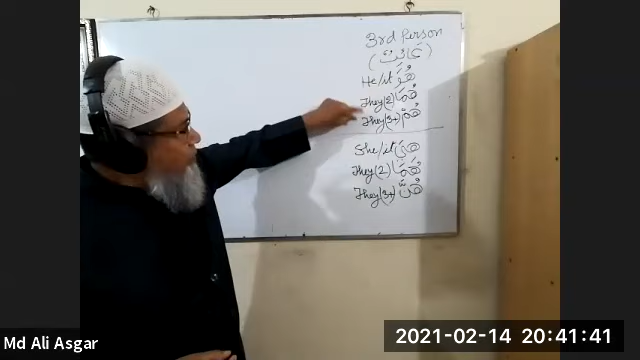 3rd Person
(غَائِبٌ)
He/it هُوَ
They(2) هُمَا
They(3+) هُمْ
She/it هِيَ
They(2) هُمَا
They(3+) هُنَّ
Md Ali Asgar
2021-02-14 20:41:41